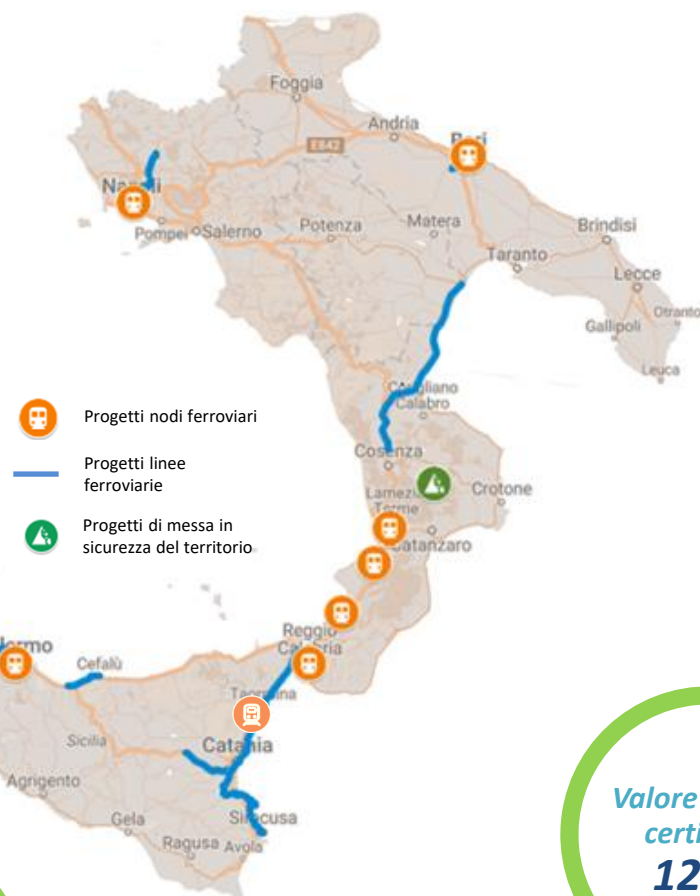 Foggia
Andria
E842
Bari
Napoli
Pompei
Salerno
Potenza
Matera
Brindisi
Taranto
Lecce
Otranto
Gallipoli
Leuca
Progetti nodi ferroviari
Progetti linee
ferroviarie
Progetti di messa in
sicurezza del territorio
Calabro
Cosenza
Crotone
Lamezia
Terme
Catanzaro
Reggio
Calabria
lermo
Cefalù
Taormina
Sicilia
Catania
Agrigento
Gela
Siracusa
Ragusa
Avola
Valore
certi
12